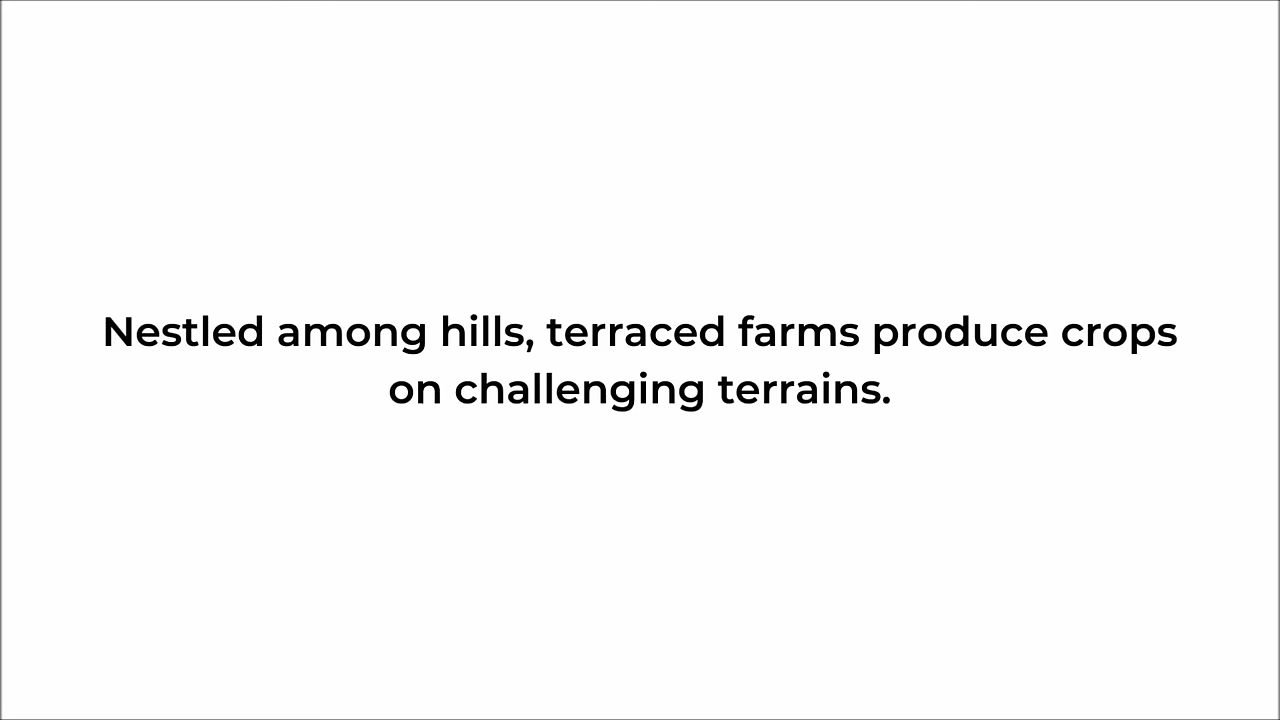 Nestled among hills, terraced farms produce crops
on challenging terrains.